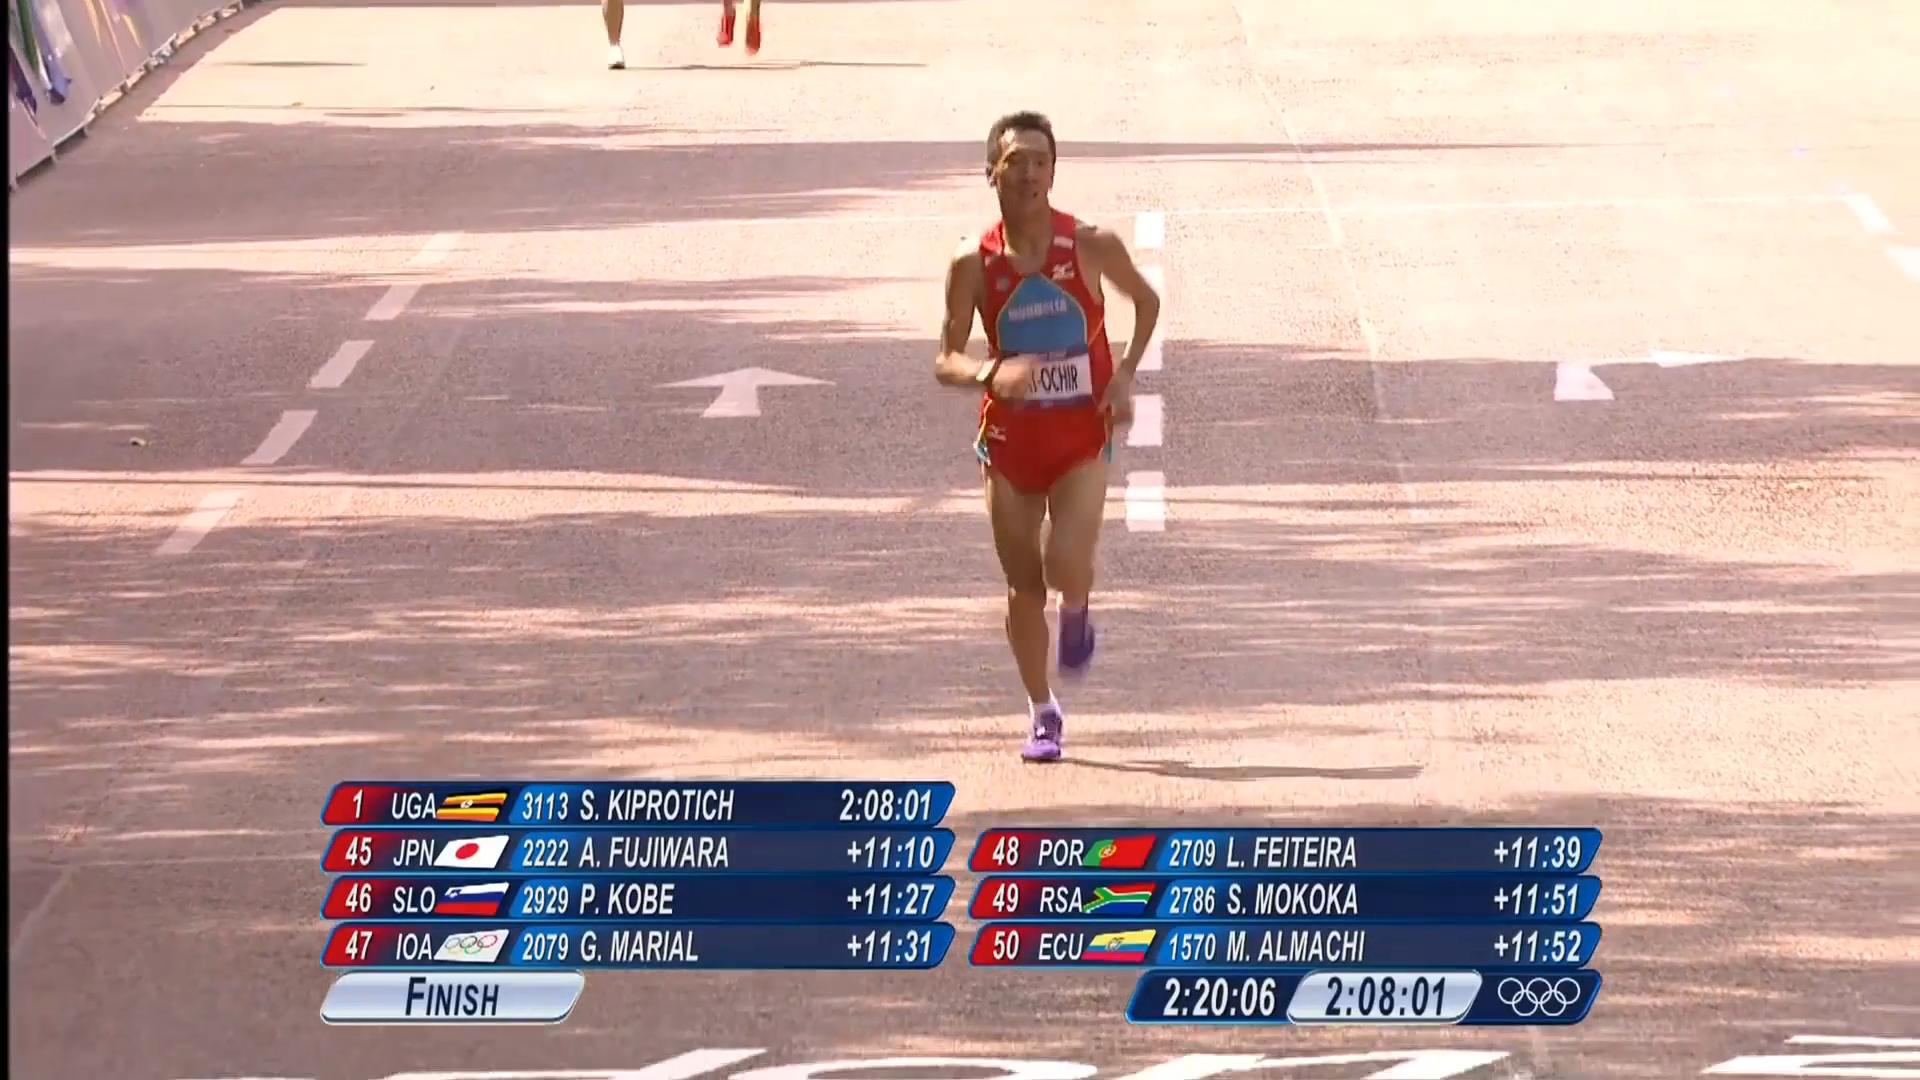 MONGOLIA
-OCHIR
1 UGA 3113 S. KIPROTICH 2:08:01
45 JPN 2222 A. FUJIWARA +11:10
46 SLO 2929 P. KOBE +11:27
47 IOA 2079 G. MARIAL +11:31
48 POR 2709 L. FEITEIRA +11:39
49 RSA 2786 S. MOKOKA +11:51
50 ECU 1570 M. ALMACHI +11:52
FINISH
2:20:06 2:08:01